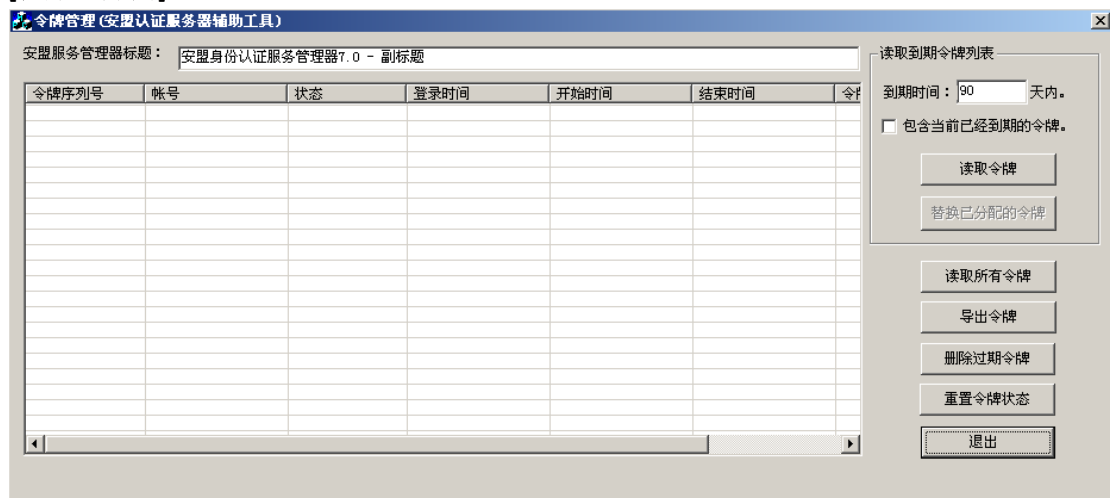 令牌管理(安盟认证服务器辅助工具)
安盟服务管理器标题：
安盟身份认证服务管理器7.0 - 副标题
令牌序列号 帐号 状态 登录时间 开始时间 结束时间
读取到期令牌列表
到期时间：90 天内。
包含当前已经到期的令牌。
读取令牌
替换已分配的令牌
读取所有令牌
导出令牌
删除过期令牌
重置令牌状态
退出